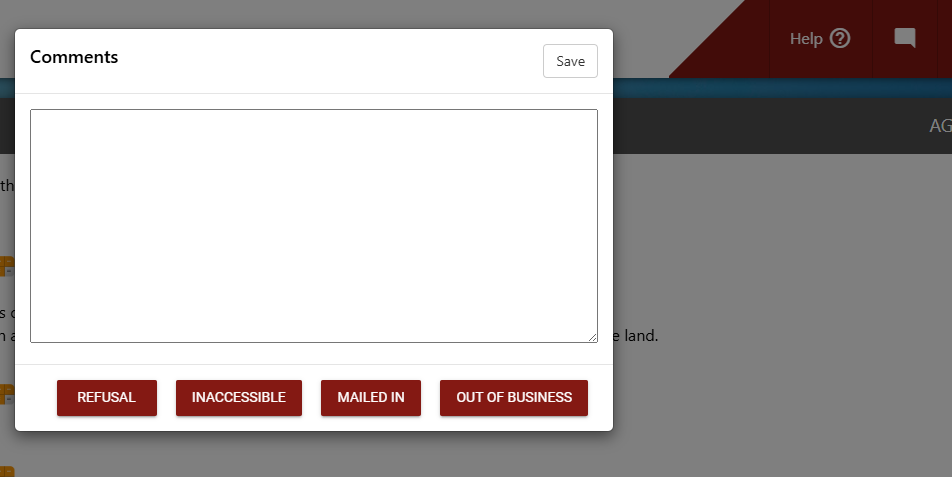 Help
Comments
Save
AG
th
s
e land.
REFUSAL
INACCESSIBLE
MAILED IN
OUT OF BUSINESS